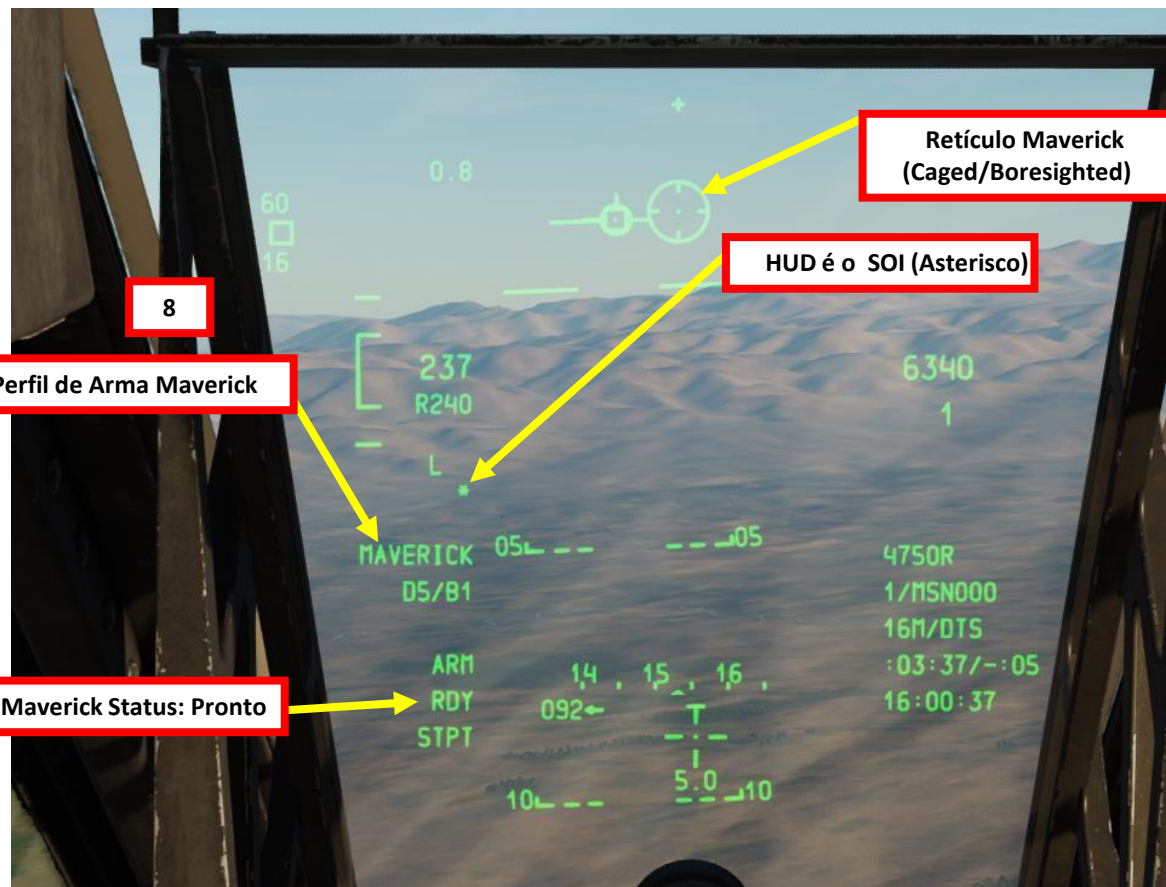 Retículo Maverick
(Caged/Boresighted)
0.8
60
16
HUD é o SOI (Asterisco)
8
237
R240
6340
1
Perfil de Arma Maverick
L
*
MAVERICK
D5/B1
05
05
4750R
1/MSN000
16M/DTS
:03:37/-:05
16:00:37
ARM
RDY
STPT
14 . 15 . 16 .
092←
T
5.0
10
10
Maverick Status: Pronto